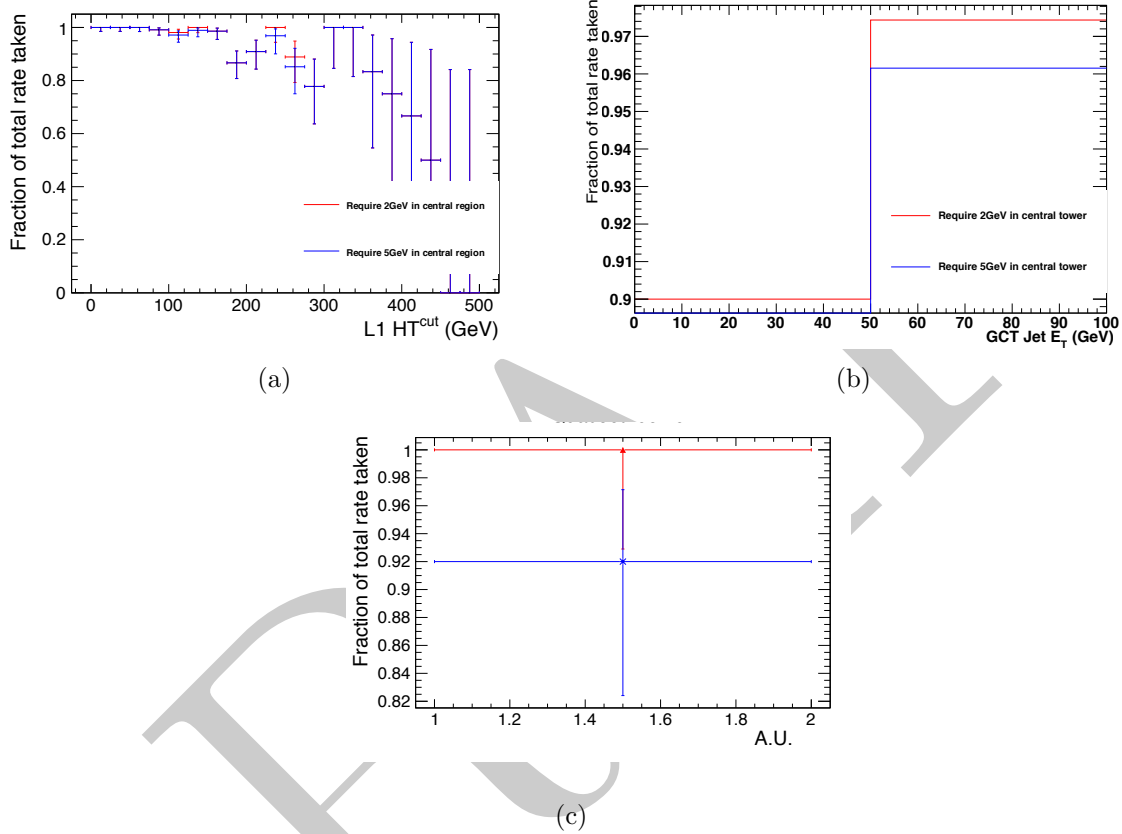 Fraction of total rate taken
1
0.8
0.6
0.4
0.2
0
0 100 200 300 400 500
L1 HT^cut (GeV)
Require 2GeV in central region
Require 5GeV in central region
(a)
Fraction of total rate taken
0.97
0.96
0.95
0.94
0.93
0.92
0.91
0.9
0 10 20 30 40 50 60 70 80 90 100
GCT Jet E_T (GeV)
Require 2GeV in central tower
Require 5GeV in central tower
(b)
Fraction of total rate taken
1
0.98
0.96
0.94
0.92
0.9
0.88
0.86
0.84
0.82
1 1.2 1.4 1.6 1.8 2
A.U.
(c)